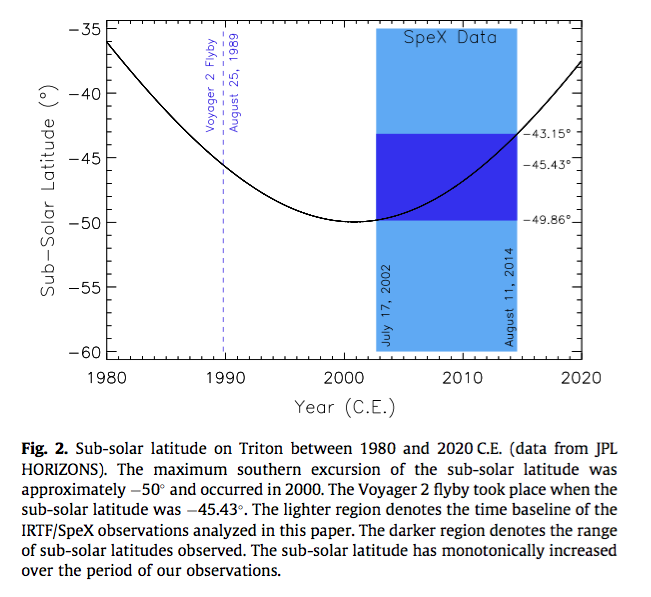 −35
−40
−45
−50
−55
−60
Sub−Solar Latitude (°)
Voyager 2 Flyby
August 25, 1989
SpeX Data
−43.15°
−45.43°
−49.86°
July 17, 2002
August 11, 2014
1980
1990
2000
2010
2020
Year (C.E.)
Fig. 2. Sub-solar latitude on Triton between 1980 and 2020 C.E. (data from JPL
HORIZONS). The maximum southern excursion of the sub-solar latitude was
approximately −50° and occurred in 2000. The Voyager 2 flyby took place when the
sub-solar latitude was −45.43°. The lighter region denotes the time baseline of the
IRTF/SpeX observations analyzed in this paper. The darker region denotes the range
of sub-solar latitudes observed. The sub-solar latitude has monotonically increased
over the period of our observations.